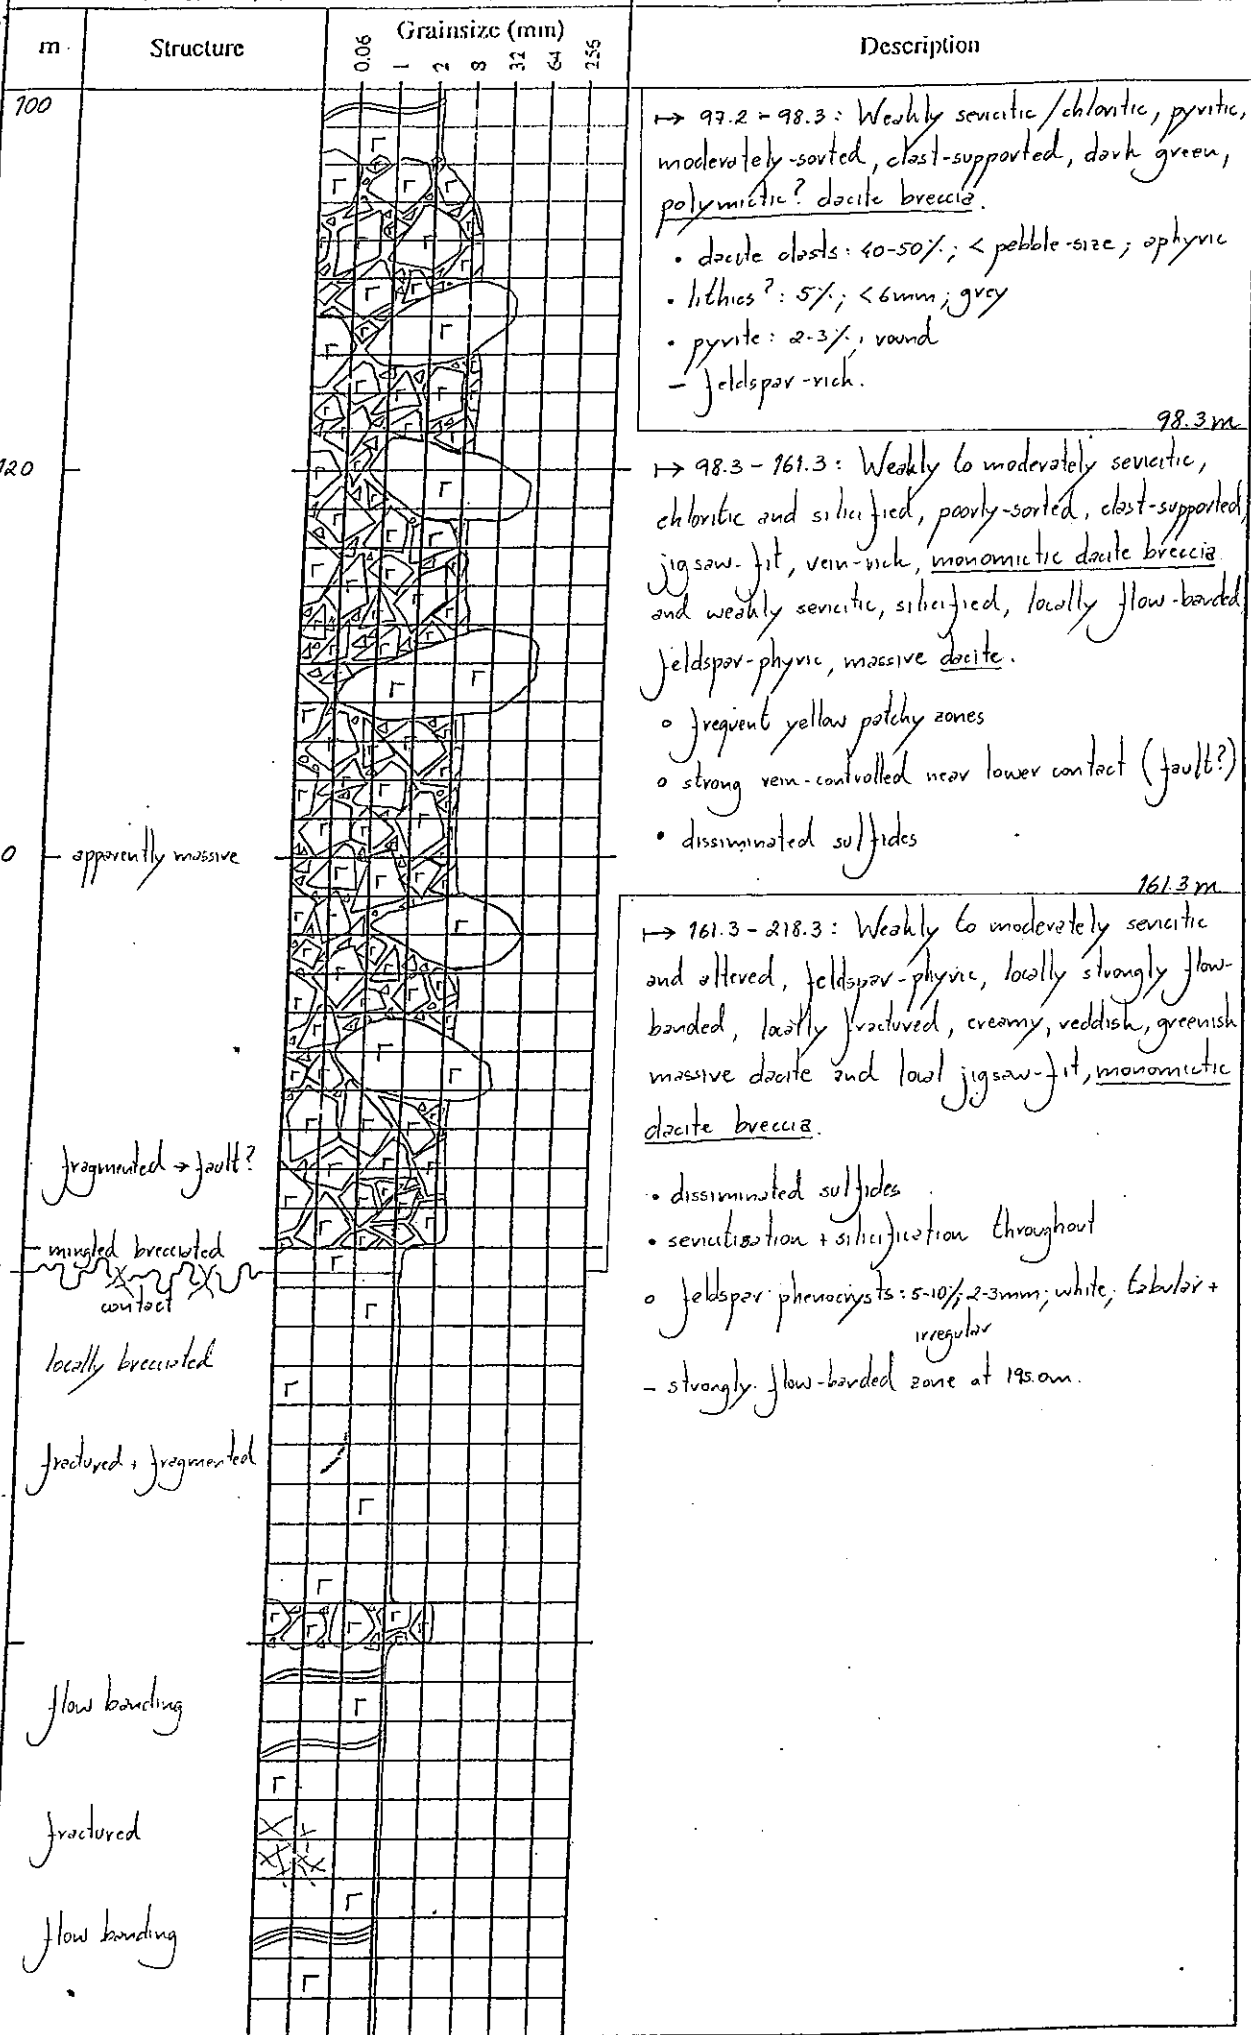 m Structure Grainsize (mm) Description
0.06 1 2 8 32 64 256
100
120
0
apparently massive
fragmented → fault?
mingled brecciated
contact
locally brecciated
fractured + fragmented
flow banding
fractured
flow banding
↦ 97.2 - 98.3: Weakly sericitic/chloritic, pyritic,
moderately-sorted, clast-supported, dark green,
polymictic? dacite breccia.
• dacite clasts: 40-50%; < pebble-size; aphyric
• lithics?: 5%; <6mm; grey
• pyrite: 2-3%, round
- feldspar-rich.
98.3 m
↦ 98.3 - 161.3: Weakly to moderately sericitic,
chloritic and silicified, poorly-sorted, clast-supported,
jigsaw-fit, vein-rich, monomictic dacite breccia
and weakly sericitic, silicified, locally flow-banded,
feldspar-phyric, massive dacite.
o frequent yellow patchy zones
o strong vein-controlled near lower contact (fault?)
• dissiminated sulfides
161.3 m
↦ 161.3 - 218.3: Weakly to moderately sericitic
and altered, feldspar-phyric, locally strongly flow-
banded, locally fractured, creamy, reddish, greenish
massive dacite and local jigsaw-fit, monomictic
dacite breccia.
• dissiminated sulfides
• sericitisation + silicification throughout
o feldspar phenocrysts: 5-10%; 2-3mm; white; tabular +
irregular
- strongly flow-banded zone at 195.0m.